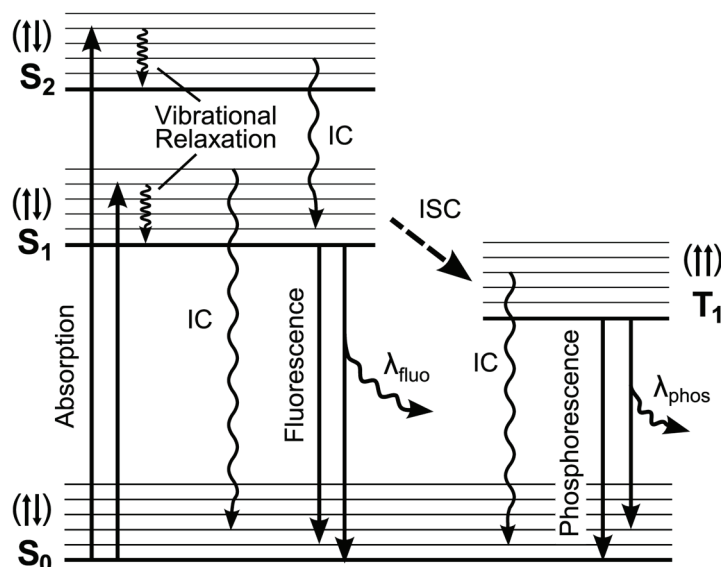 (↑↓)
S2
Vibrational
Relaxation
IC
(↑↓)
S1
ISC
(↑↑)
T1
Absorption
IC
Fluorescence
λfluo
IC
Phosphorescence
λphos
(↑↓)
S0